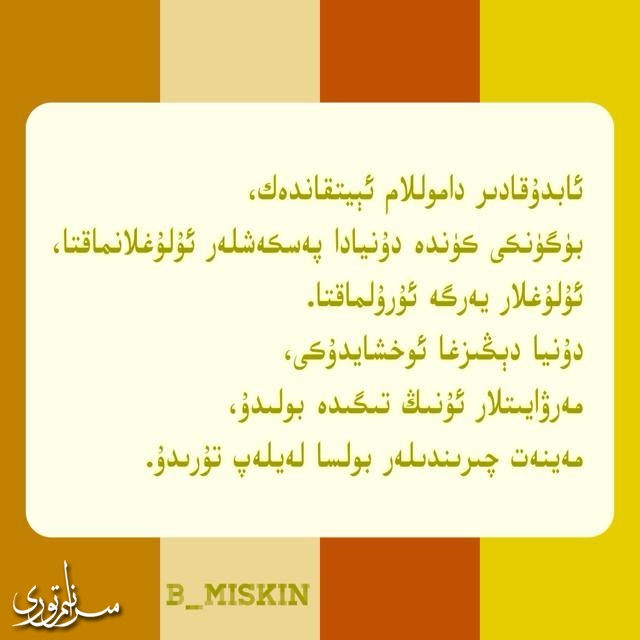 ئابدۇقادىر داموللام ئېيتقاندەك،
بۈگۈنكى كۈندە دۇنيادا پەسكەشلەر ئۇلۇغلانماقتا،
ئۇلۇغلار يەرگە ئۇرۇلماقتا.
دۇنيا دېڭىزغا ئوخشايدۇكى،
مەرۋايىتلار ئۇنىڭ تىگىدە بولىدۇ،
مەينەت چىرىندىلەر بولسا لەيلەپ تۇرىدۇ.
B_MISKIN